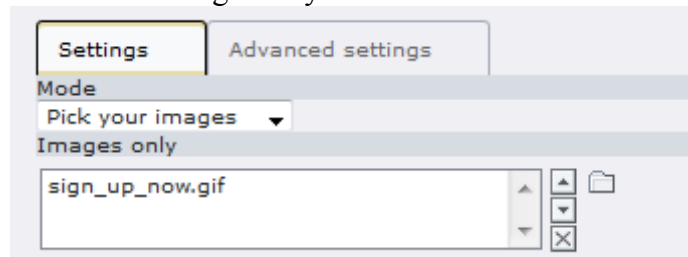 Settings
Advanced settings
Mode
Pick your images
Images only
sign_up_now.gif